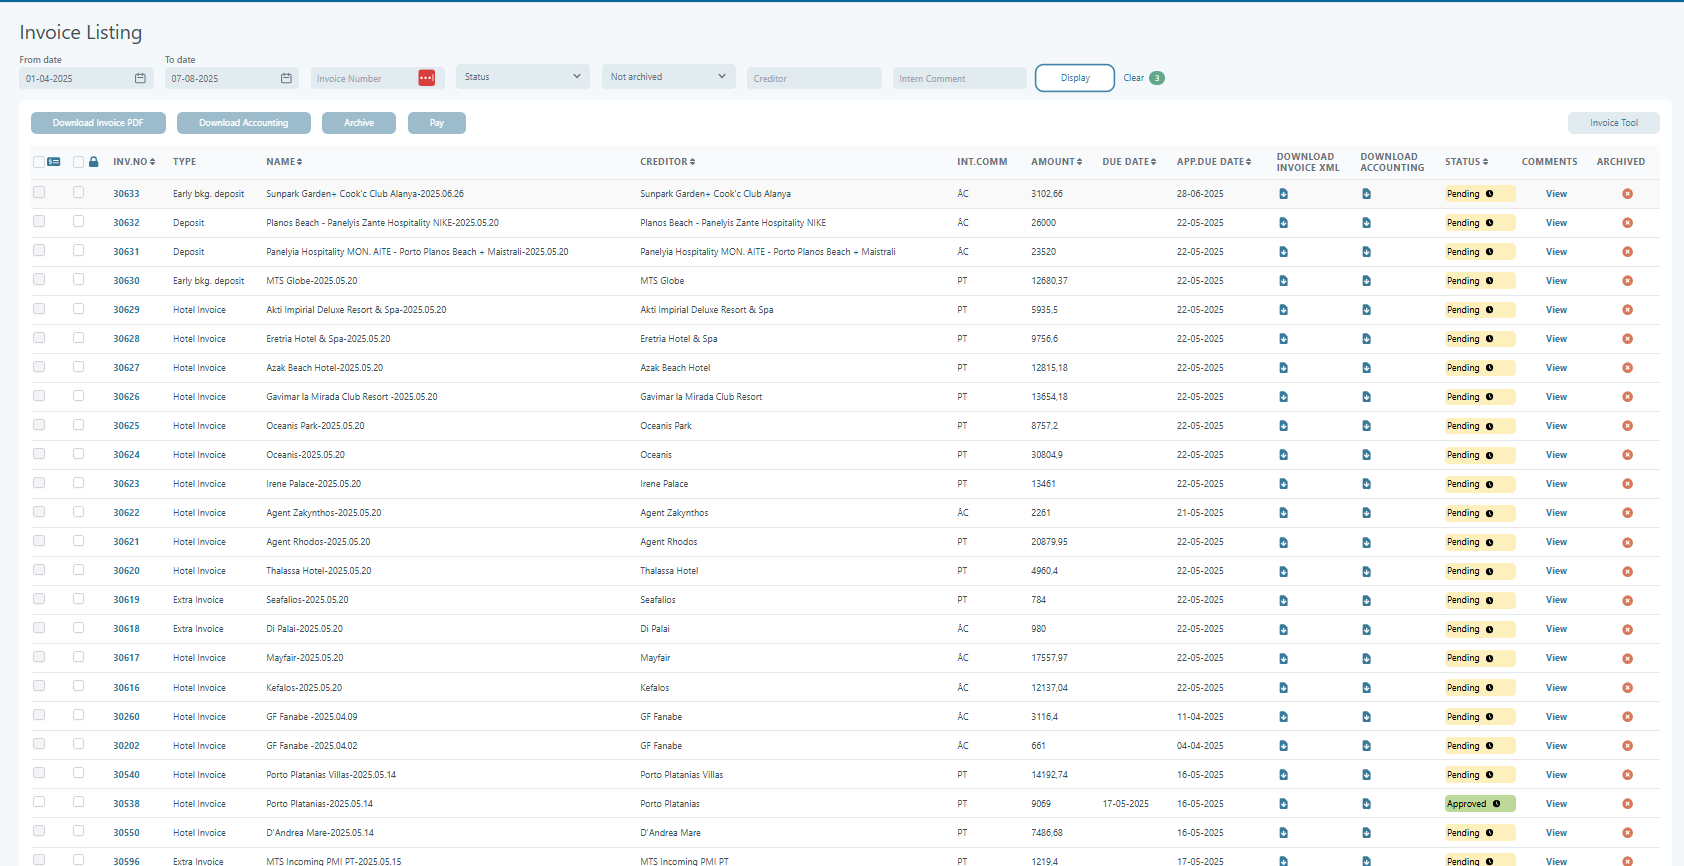 Invoice Listing
From date To date
01-04-2025 07-08-2025 Invoice Number Status Not archived Creditor Intern Comment Display Clear 3
Download Invoice PDF Download Accounting Archive Pay Invoice Tool
INV.NO TYPE NAME CREDITOR INT.COMM AMOUNT DUE DATE APP.DUE DATE DOWNLOAD INVOICE XML DOWNLOAD ACCOUNTING STATUS COMMENTS ARCHIVED
30633 Early bkg. deposit Sunpark Garden+ Cook'c Club Alanya-2025.06.26 Sunpark Garden+ Cook'c Club Alanya ÅC 3102,66 28-06-2025 Pending View
30632 Deposit Planos Beach - Panelyis Zante Hospitality NIKE-2025.05.20 Planos Beach - Panelyis Zante Hospitality NIKE ÅC 26000 22-05-2025 Pending View
30631 Deposit Panelyia Hospitality MON. AITE - Porto Planos Beach + Maistrali-2025.05.20 Panelyia Hospitality MON. AITE - Porto Planos Beach + Maistrali ÅC 23520 22-05-2025 Pending View
30630 Early bkg. deposit MTS Globe-2025.05.20 MTS Globe PT 12680,37 22-05-2025 Pending View
30629 Hotel Invoice Akti Impirial Deluxe Resort & Spa-2025.05.20 Akti Impirial Deluxe Resort & Spa PT 5935,5 22-05-2025 Pending View
30628 Hotel Invoice Eretria Hotel & Spa-2025.05.20 Eretria Hotel & Spa PT 9756,6 22-05-2025 Pending View
30627 Hotel Invoice Azak Beach Hotel-2025.05.20 Azak Beach Hotel PT 12815,18 22-05-2025 Pending View
30626 Hotel Invoice Gavimar la Mirada Club Resort -2025.05.20 Gavimar la Mirada Club Resort PT 13654,18 22-05-2025 Pending View
30625 Hotel Invoice Oceanis Park-2025.05.20 Oceanis Park PT 8757,2 22-05-2025 Pending View
30624 Hotel Invoice Oceanis-2025.05.20 Oceanis PT 30804,9 22-05-2025 Pending View
30623 Hotel Invoice Irene Palace-2025.05.20 Irene Palace PT 13461 22-05-2025 Pending View
30622 Hotel Invoice Agent Zakynthos-2025.05.20 Agent Zakynthos ÅC 2261 21-05-2025 Pending View
30621 Hotel Invoice Agent Rhodos-2025.05.20 Agent Rhodos PT 20879,95 22-05-2025 Pending View
30620 Hotel Invoice Thalassa Hotel-2025.05.20 Thalassa Hotel PT 4960,4 22-05-2025 Pending View
30619 Extra Invoice Seafalios-2025.05.20 Seafalios PT 784 22-05-2025 Pending View
30618 Extra Invoice Di Palai-2025.05.20 Di Palai ÅC 980 22-05-2025 Pending View
30617 Hotel Invoice Mayfair-2025.05.20 Mayfair ÅC 17557,97 22-05-2025 Pending View
30616 Hotel Invoice Kefalos-2025.05.20 Kefalos ÅC 12137,04 22-05-2025 Pending View
30260 Hotel Invoice GF Fanabe -2025.04.09 GF Fanabe ÅC 3116,4 11-04-2025 Pending View
30202 Hotel Invoice GF Fanabe -2025.04.02 GF Fanabe ÅC 661 04-04-2025 Pending View
30540 Hotel Invoice Porto Platanias Villas-2025.05.14 Porto Platanias Villas PT 14192,74 16-05-2025 Pending View
30538 Hotel Invoice Porto Platanias-2025.05.14 Porto Platanias PT 9069 17-05-2025 16-05-2025 Approved View
30550 Hotel Invoice D'Andrea Mare-2025.05.14 D'Andrea Mare PT 7486,68 16-05-2025 Pending View
30596 Extra Invoice MTS Incoming PMI PT-2025.05.15 MTS Incoming PMI PT PT 1219,4 17-05-2025 Pending View